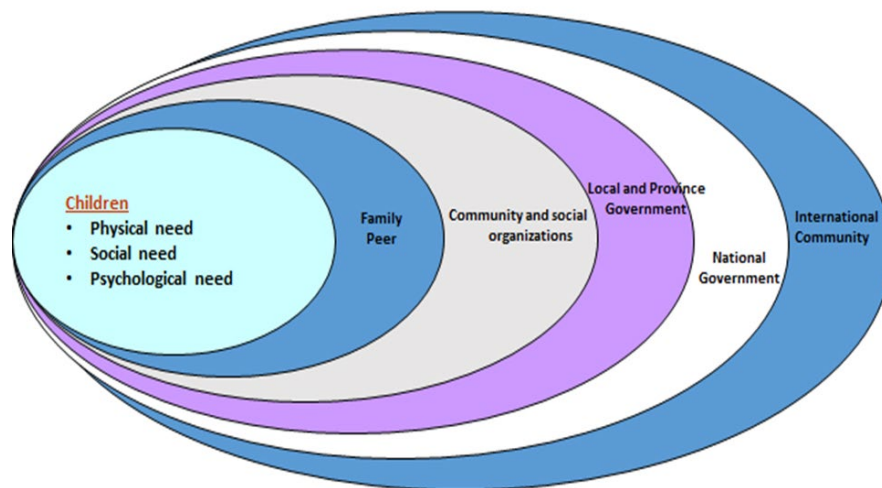 Children
• Physical need
• Social need
• Psychological need
Family
Peer
Community and social
organizations
Local and Province
Government
National
Government
International
Community